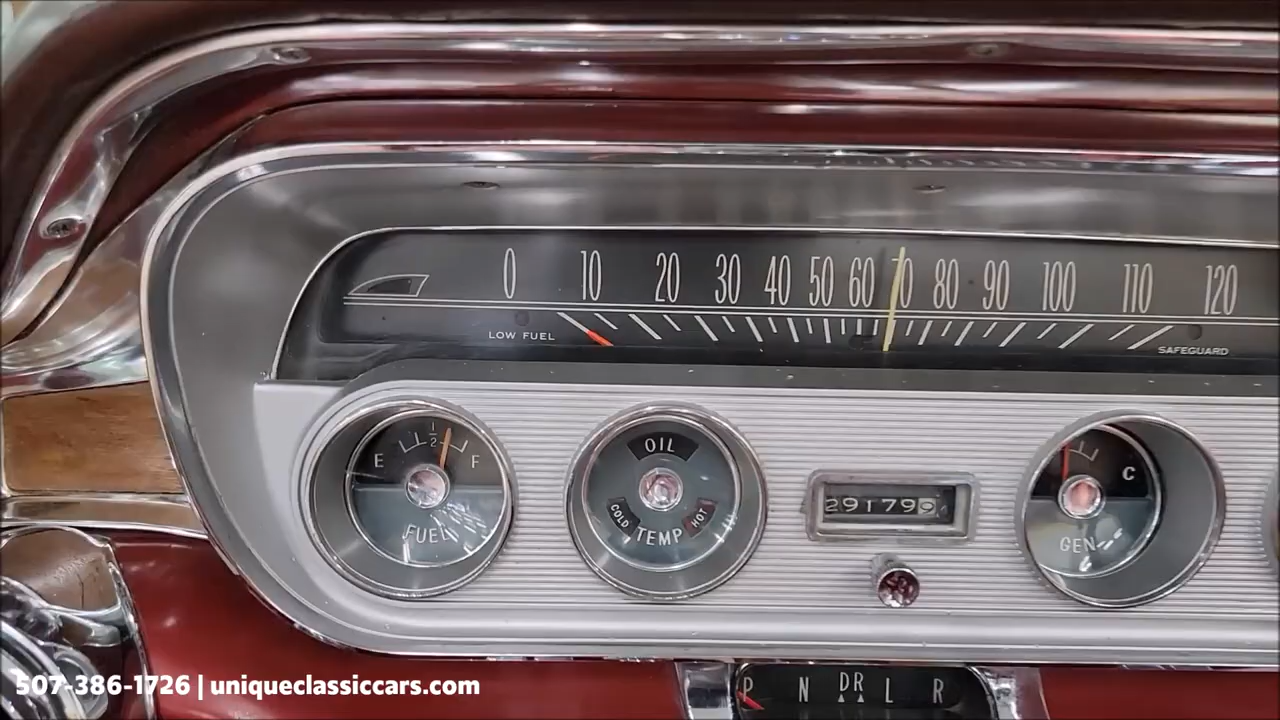 0 10 20 30 40 50 60 70 80 90 100 110 120
LOW FUEL
SAFEGUARD
E 1/2 F
FUEL
OIL
COLD HOT
TEMP
291799
C
GEN
P N DR L R
507-386-1726 | uniqueclassiccars.com